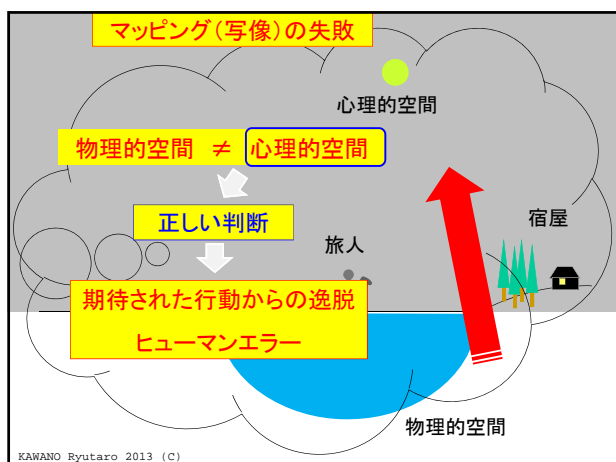 マッピング（写像）の失敗
心理的空間
物理的空間 ≠ 心理的空間
正しい判断
旅人
宿屋
期待された行動からの逸脱
ヒューマンエラー
物理的空間
KAWANO Ryutaro 2013 (C)